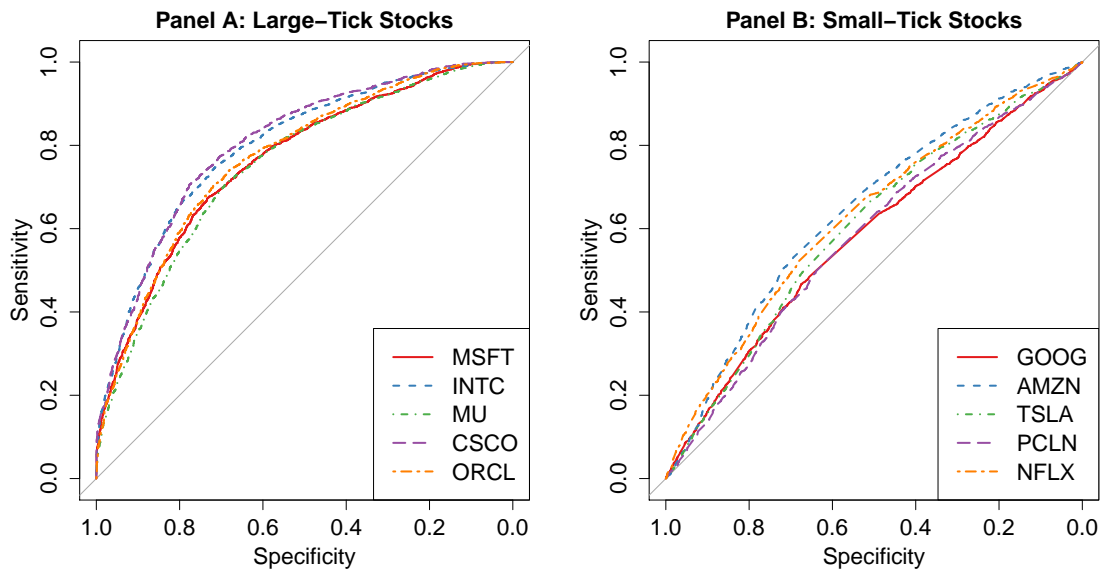 Panel A: Large−Tick Stocks
Sensitivity
1.0
0.8
0.6
0.4
0.2
0.0
MSFT
INTC
MU
CSCO
ORCL
1.0 0.8 0.6 0.4 0.2 0.0
Specificity
Panel B: Small−Tick Stocks
Sensitivity
1.0
0.8
0.6
0.4
0.2
0.0
GOOG
AMZN
TSLA
PCLN
NFLX
1.0 0.8 0.6 0.4 0.2 0.0
Specificity